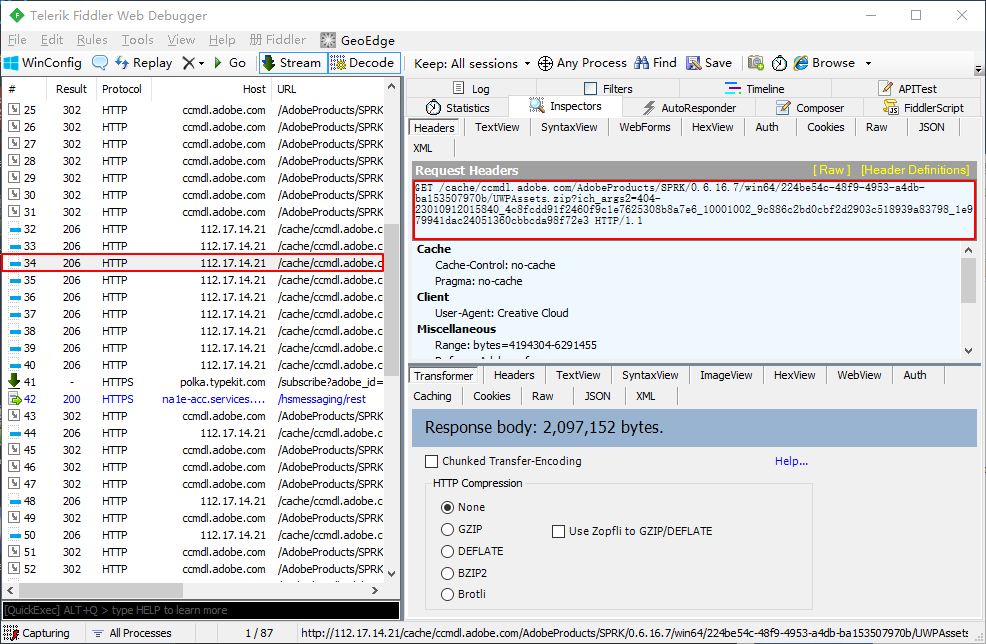 Telerik Fiddler Web Debugger
File Edit Rules Tools View Help 册 Fiddler GeoEdge
WinConfig Replay Go Stream Decode Keep: All sessions Any Process Find Save Browse
# Result Protocol Host URL
25 302 HTTP ccmdl.adobe.com /AdobeProducts/SPRK
26 302 HTTP ccmdl.adobe.com /AdobeProducts/SPRK
27 302 HTTP ccmdl.adobe.com /AdobeProducts/SPRK
28 302 HTTP ccmdl.adobe.com /AdobeProducts/SPRK
29 302 HTTP ccmdl.adobe.com /AdobeProducts/SPRK
30 302 HTTP ccmdl.adobe.com /AdobeProducts/SPRK
31 302 HTTP ccmdl.adobe.com /AdobeProducts/SPRK
32 206 HTTP 112.17.14.21 /cache/ccmdl.adobe.c
33 206 HTTP 112.17.14.21 /cache/ccmdl.adobe.c
34 206 HTTP 112.17.14.21 /cache/ccmdl.adobe.c
35 206 HTTP 112.17.14.21 /cache/ccmdl.adobe.c
36 206 HTTP 112.17.14.21 /cache/ccmdl.adobe.c
37 206 HTTP 112.17.14.21 /cache/ccmdl.adobe.c
38 206 HTTP 112.17.14.21 /cache/ccmdl.adobe.c
39 206 HTTP 112.17.14.21 /cache/ccmdl.adobe.c
40 206 HTTP 112.17.14.21 /cache/ccmdl.adobe.c
41 - HTTPS polka.typekit.com /subscribe?adobe_id=
42 200 HTTPS na1e-acc.services.... /hsmessaging/rest
43 302 HTTP ccmdl.adobe.com /AdobeProducts/SPRK
44 206 HTTP 112.17.14.21 /cache/ccmdl.adobe.c
45 302 HTTP ccmdl.adobe.com /AdobeProducts/SPRK
46 302 HTTP ccmdl.adobe.com /AdobeProducts/SPRK
47 302 HTTP ccmdl.adobe.com /AdobeProducts/SPRK
48 206 HTTP 112.17.14.21 /cache/ccmdl.adobe.c
49 302 HTTP ccmdl.adobe.com /AdobeProducts/SPRK
50 206 HTTP 112.17.14.21 /cache/ccmdl.adobe.c
51 302 HTTP ccmdl.adobe.com /AdobeProducts/SPRK
52 302 HTTP ccmdl.adobe.com /AdobeProducts/SPRK
[QuickExec] ALT+Q > type HELP to learn more
Log Filters Timeline APITest
Statistics Inspectors AutoResponder Composer FiddlerScript
Headers TextView SyntaxView WebForms HexView Auth Cookies Raw JSON
XML
Request Headers [ Raw ] [Header Definitions]
GET /cache/ccmdl.adobe.com/AdobeProducts/SPRK/0.6.16.7/win64/224be54c-48f9-4953-a4db-
ba153507970b/UWPAssets.zip?ich_args2=404-
23010912015840_4c8fcdd91f2460f9c1e7625308b8a7e6_10001002_9c886c2bd0cbf2d2903c518939a83798_1e9
79941dac24051360cbbcda98f72e3 HTTP/1.1
Cache
Cache-Control: no-cache
Pragma: no-cache
Client
User-Agent: Creative Cloud
Miscellaneous
Range: bytes=4194304-6291455
Transformer Headers TextView SyntaxView ImageView HexView WebView Auth
Caching Cookies Raw JSON XML
Response body: 2,097,152 bytes.
Chunked Transfer-Encoding Help...
HTTP Compression
None
GZIP Use Zopfli to GZIP/DEFLATE
DEFLATE
BZIP2
Brotli
Capturing All Processes 1 / 87 http://112.17.14.21/cache/ccmdl.adobe.com/AdobeProducts/SPRK/0.6.16.7/win64/224be54c-48f9-4953-a4db-ba153507970b/UWPAssets